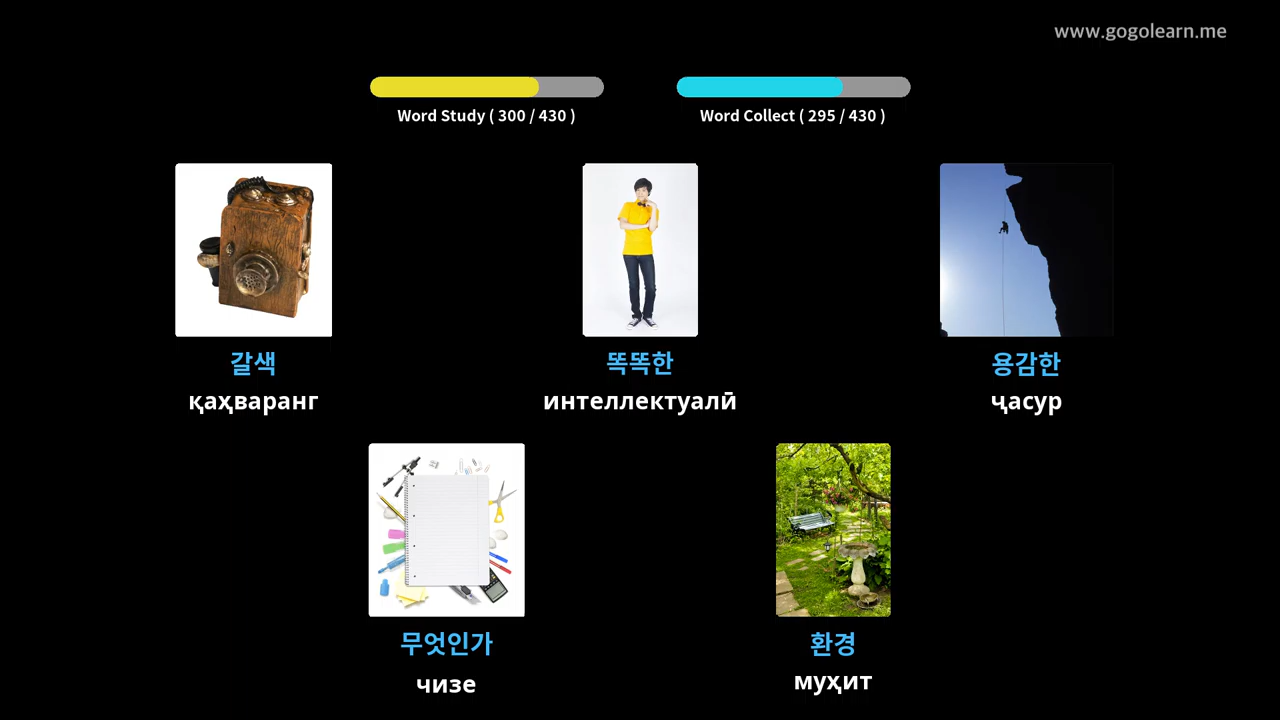 www.gogolearn.me
Word Study ( 300 / 430 )
Word Collect ( 295 / 430 )
갈색
똑똑한
용감한
қаҳваранг
интеллектуалӣ
ҷасур
무엇인가
환경
чизе
муҳит